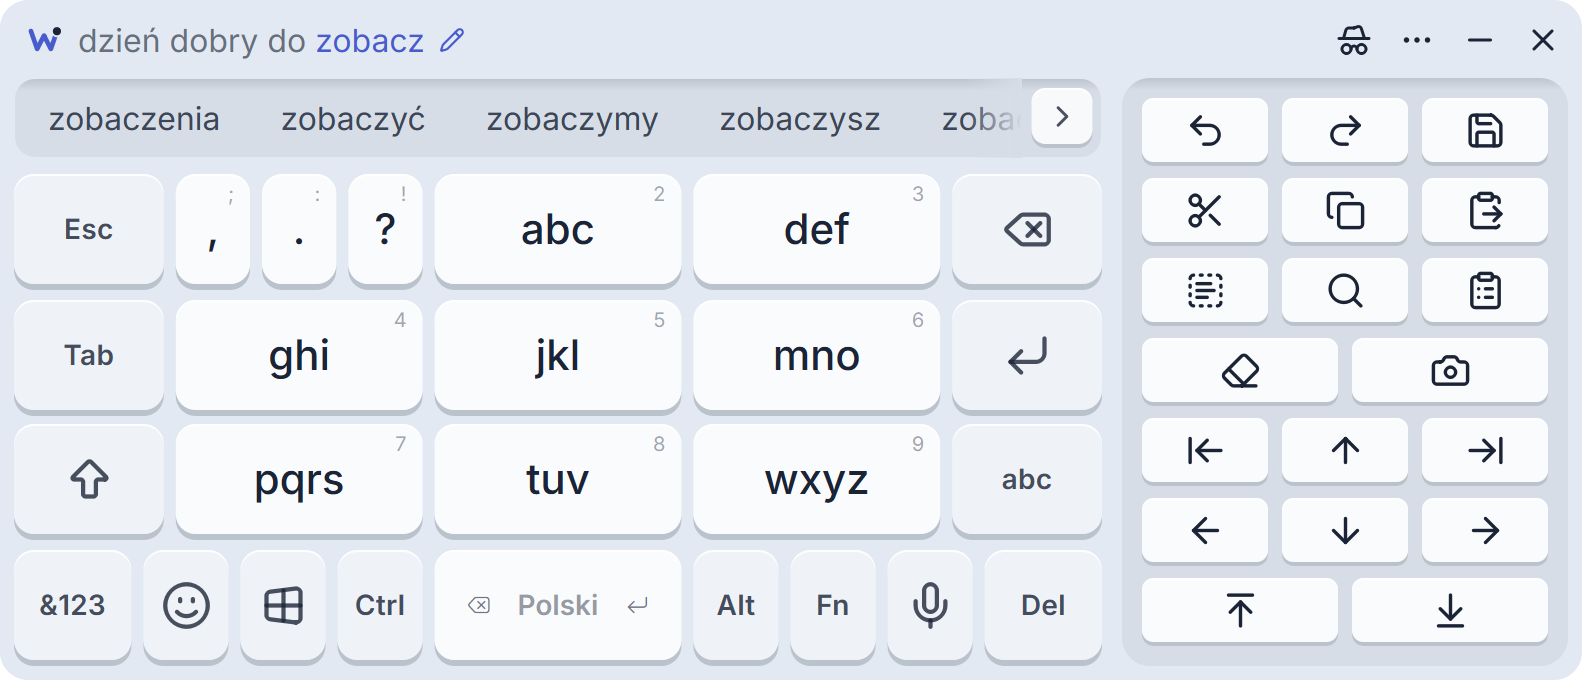 dzień dobry do zobacz
zobaczenia zobaczyć zobaczymy zobaczysz
Esc , ; . : ? ! abc 2 def 3
Tab ghi 4 jkl 5 mno 6
pqrs 7 tuv 8 wxyz 9 abc
&123 Ctrl Polski Alt Fn Del